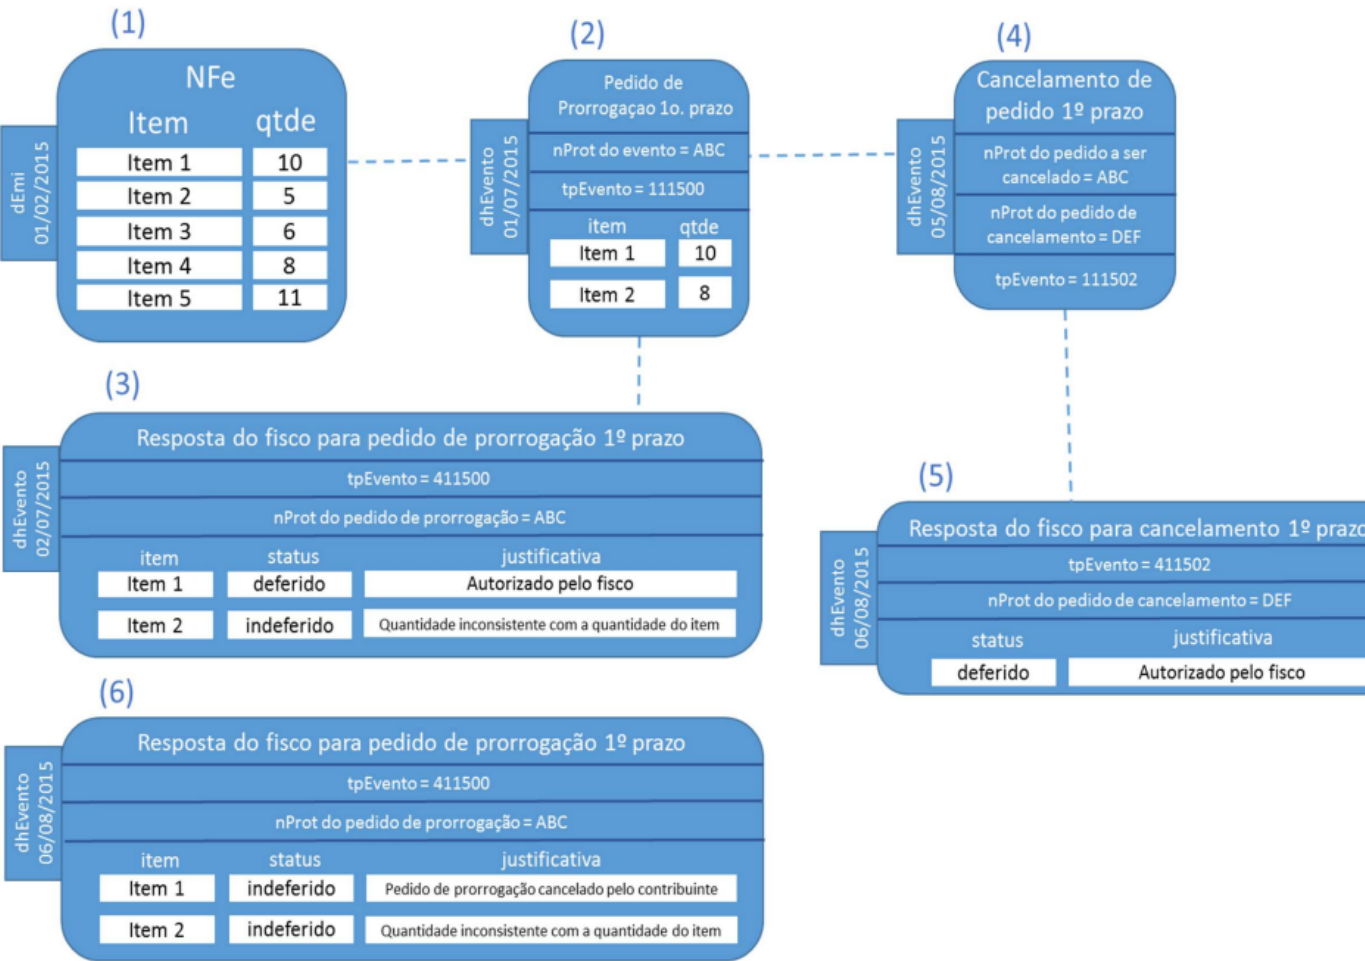 (1)
NFe
Item qtde
Item 1 10
Item 2 5
Item 3 6
Item 4 8
Item 5 11
dEmi
01/02/2015
(2)
Pedido de
Prorrogaçao 1o. prazo
nProt do evento = ABC
tpEvento = 111500
item qtde
Item 1 10
Item 2 8
dhEvento
01/07/2015
(4)
Cancelamento de
pedido 1º prazo
nProt do pedido a ser
cancelado = ABC
nProt do pedido de
cancelamento = DEF
tpEvento = 111502
dhEvento
05/08/2015
(3)
Resposta do fisco para pedido de prorrogação 1º prazo
tpEvento = 411500
nProt do pedido de prorrogação = ABC
item status justificativa
Item 1 deferido Autorizado pelo fisco
Item 2 indeferido Quantidade inconsistente com a quantidade do item
dhEvento
02/07/2015
(5)
Resposta do fisco para cancelamento 1º prazo
tpEvento = 411502
nProt do pedido de cancelamento = DEF
status justificativa
deferido Autorizado pelo fisco
dhEvento
06/08/2015
(6)
Resposta do fisco para pedido de prorrogação 1º prazo
tpEvento = 411500
nProt do pedido de prorrogação = ABC
item status justificativa
Item 1 indeferido Pedido de prorrogação cancelado pelo contribuinte
Item 2 indeferido Quantidade inconsistente com a quantidade do item
dhEvento
06/08/2015